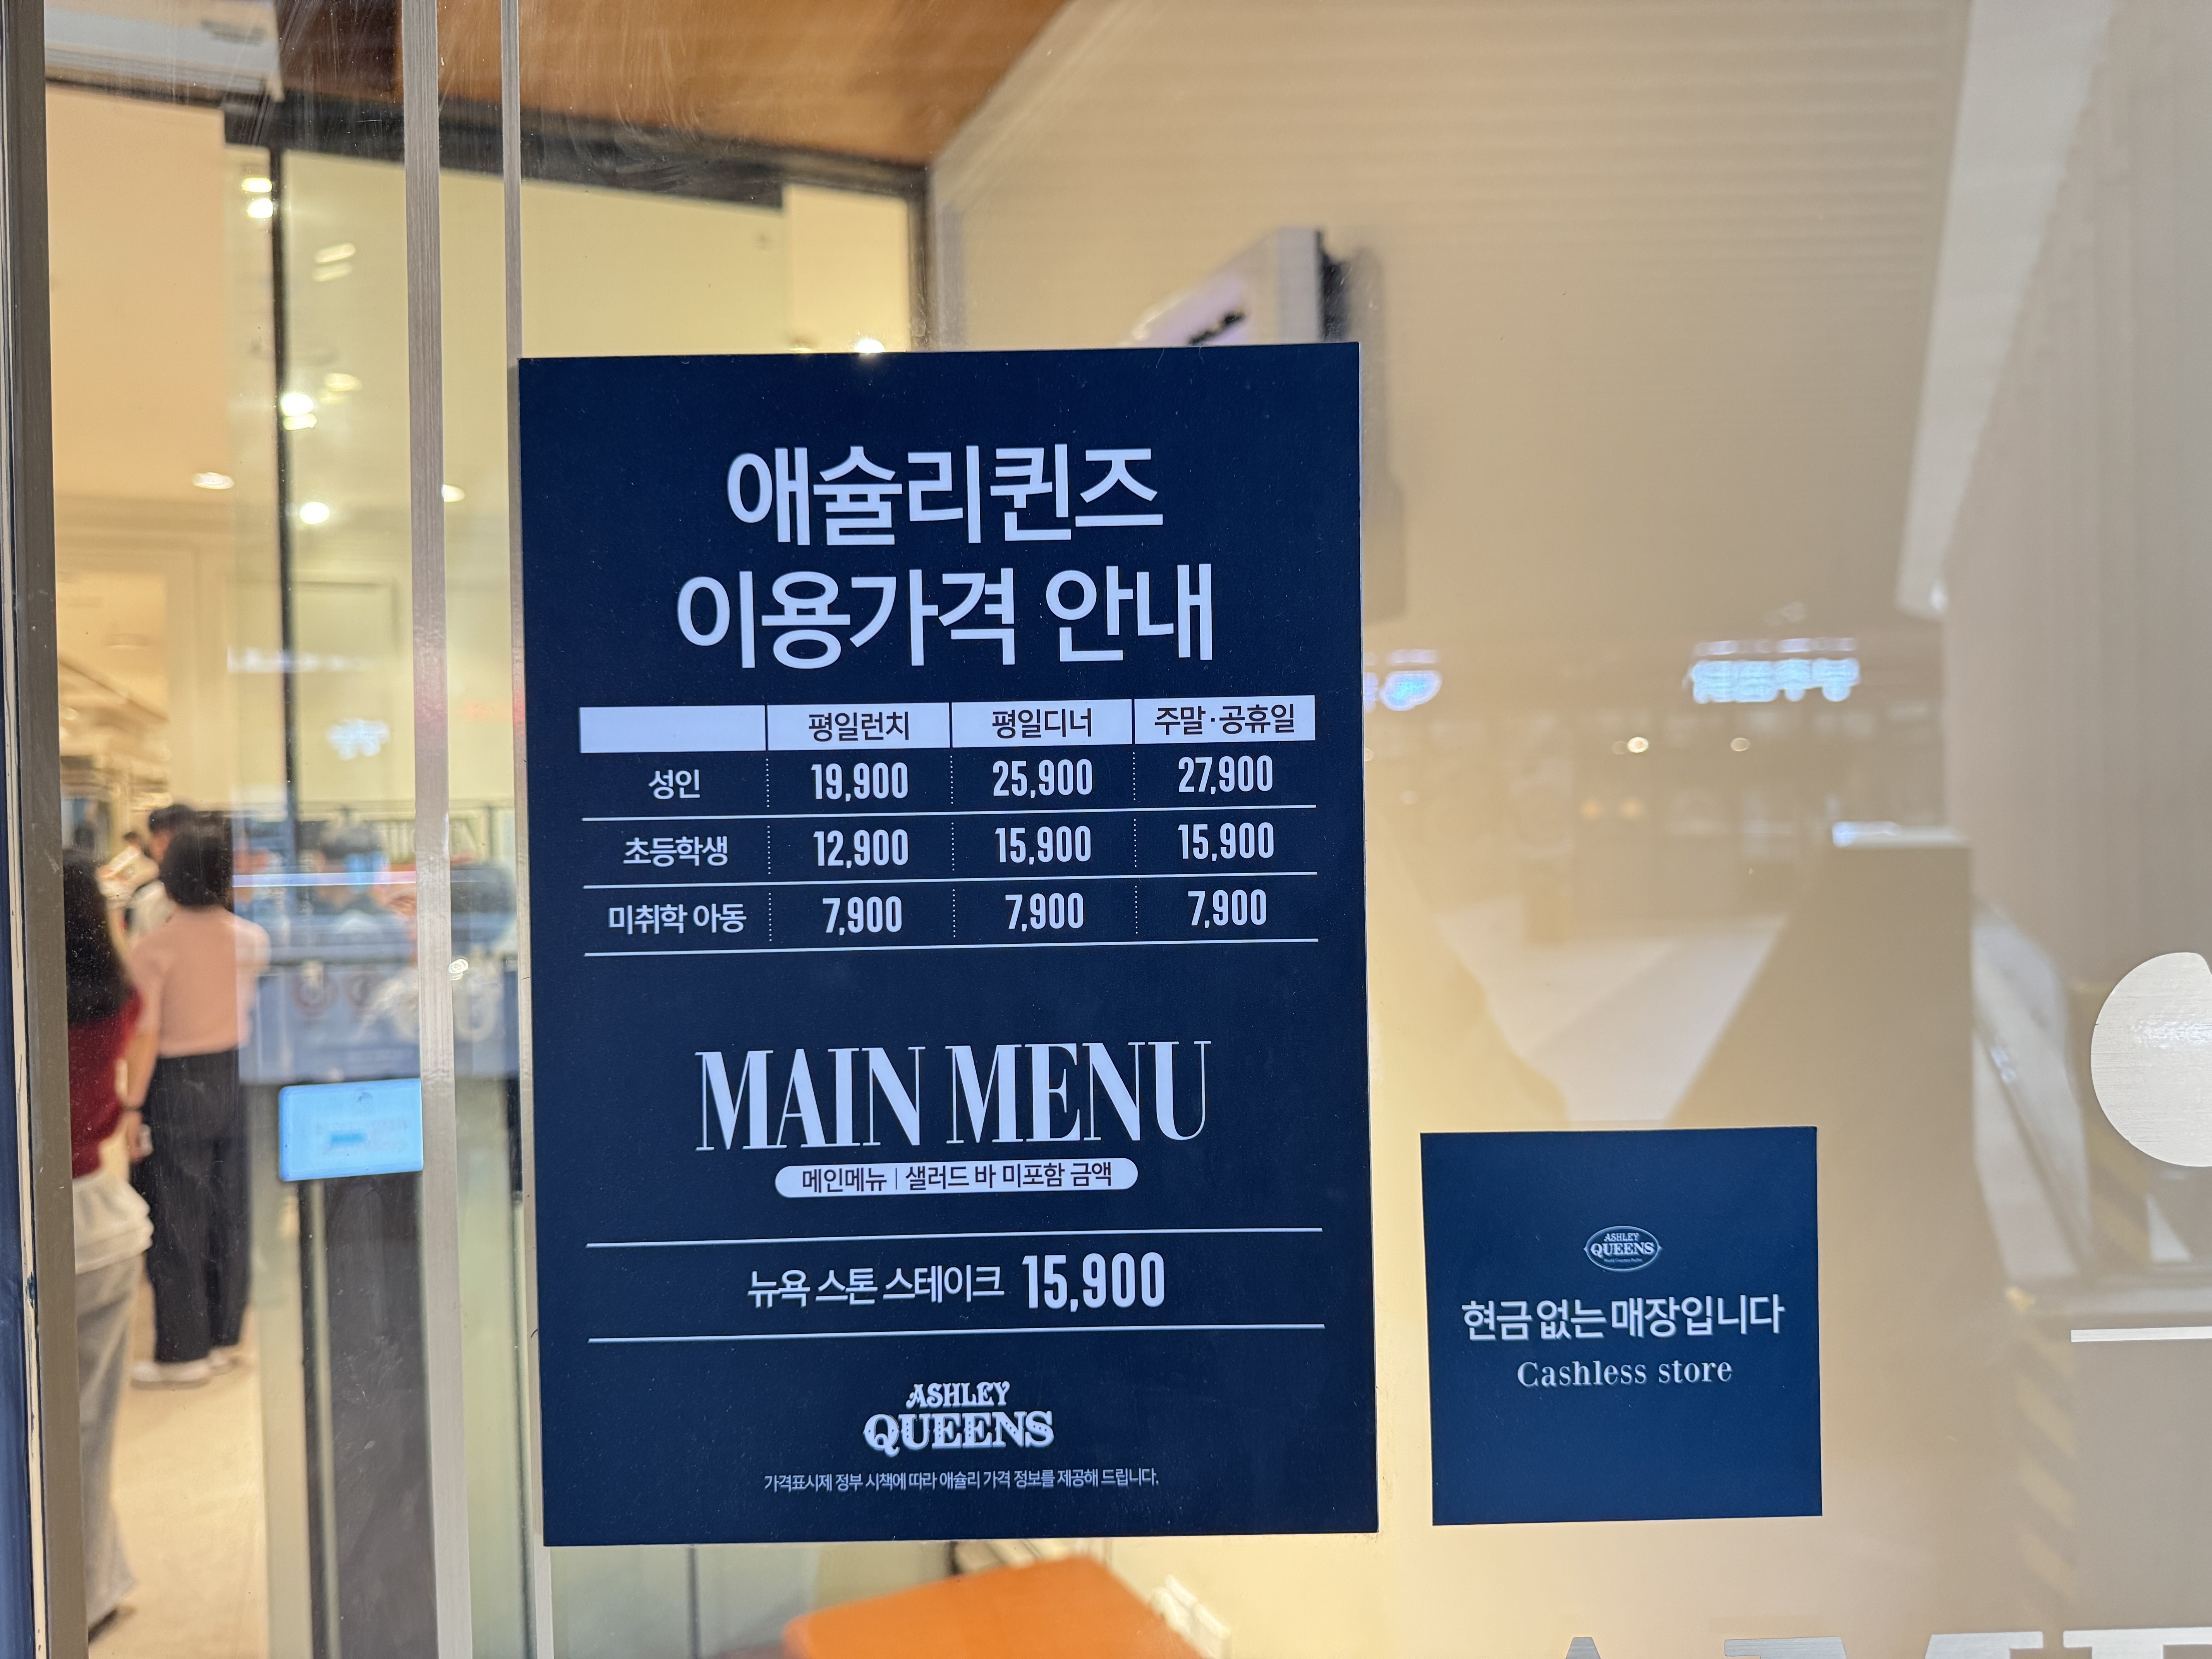 애슐리퀸즈
이용가격 안내
평일런치 평일디너 주말·공휴일
성인 19,900 25,900 27,900
초등학생 12,900 15,900 15,900
미취학 아동 7,900 7,900 7,900
MAIN MENU
메인메뉴 | 샐러드 바 미포함 금액
뉴욕 스톤 스테이크 15,900
ASHLEY
QUEENS
가격표시제 정부 시책에 따라 애슐리 가격 정보를 제공해 드립니다.
ASHLEY
QUEENS
현금 없는 매장입니다
Cashless store